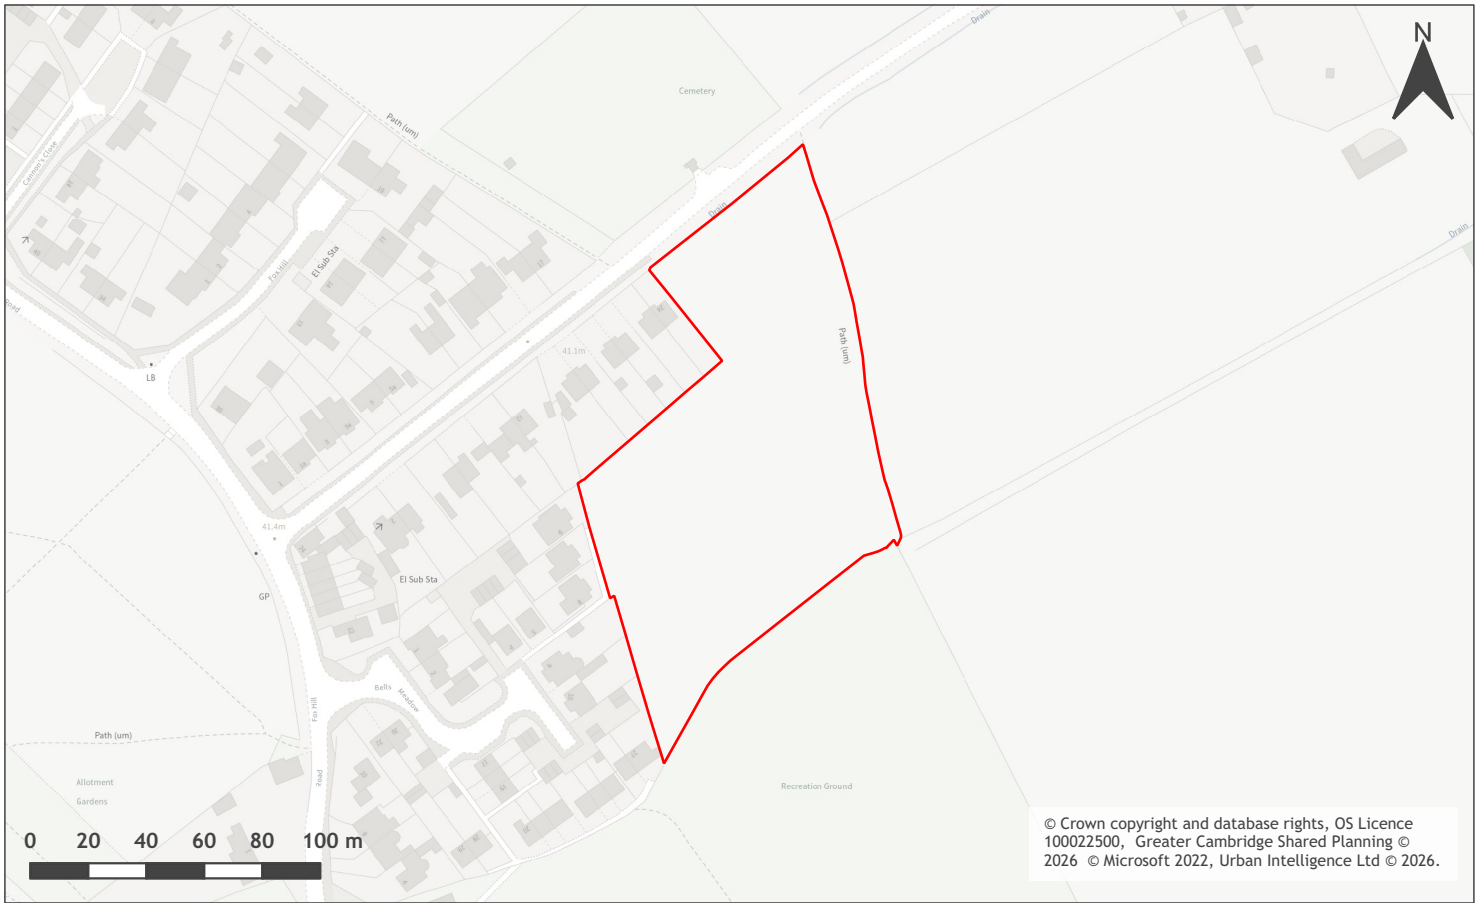 N
Drain
Cemetery
Path (um)
Cannon's Close
Drain
Drain
El Sub Sta
Fox Hill
Road
41.1m
Path (um)
LB
41.4m
GP
El Sub Sta
Bells
Meadow
Fox Hill
Path (um)
Road
Allotment
Gardens
Recreation Ground
0 20 40 60 80 100 m
© Crown copyright and database rights, OS Licence
100022500, Greater Cambridge Shared Planning ©
2026 © Microsoft 2022, Urban Intelligence Ltd © 2026.